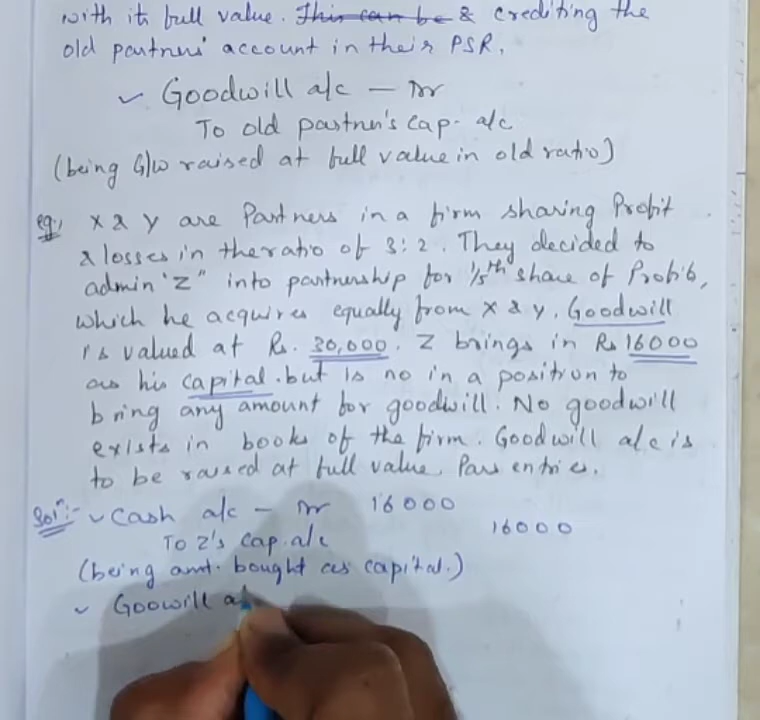 with its full value. This can be & crediting the
old partners' account in their PSR.
Goodwill a/c — Dr
To old partner's cap. a/c
(being G/W raised at full value in old ratio)
eg:, X & Y are Partners in a firm sharing Profit
& losses in the ratio of 3:2. They decided to
admin 'Z" into partnership for 1/5th share of Profits,
which he acquires equally from X & Y. Goodwill
is valued at Rs. 30,000. Z brings in Rs 16000
as his capital. but is no in a position to
bring any amount for goodwill. No goodwill
exists in books of the firm. Goodwill a/c is
to be raised at full value. Pass entries.
Sol":- Cash a/c — Dr 16000
To Z's Cap. a/c 16000
(being amt. bought as capital.)
Goowill a